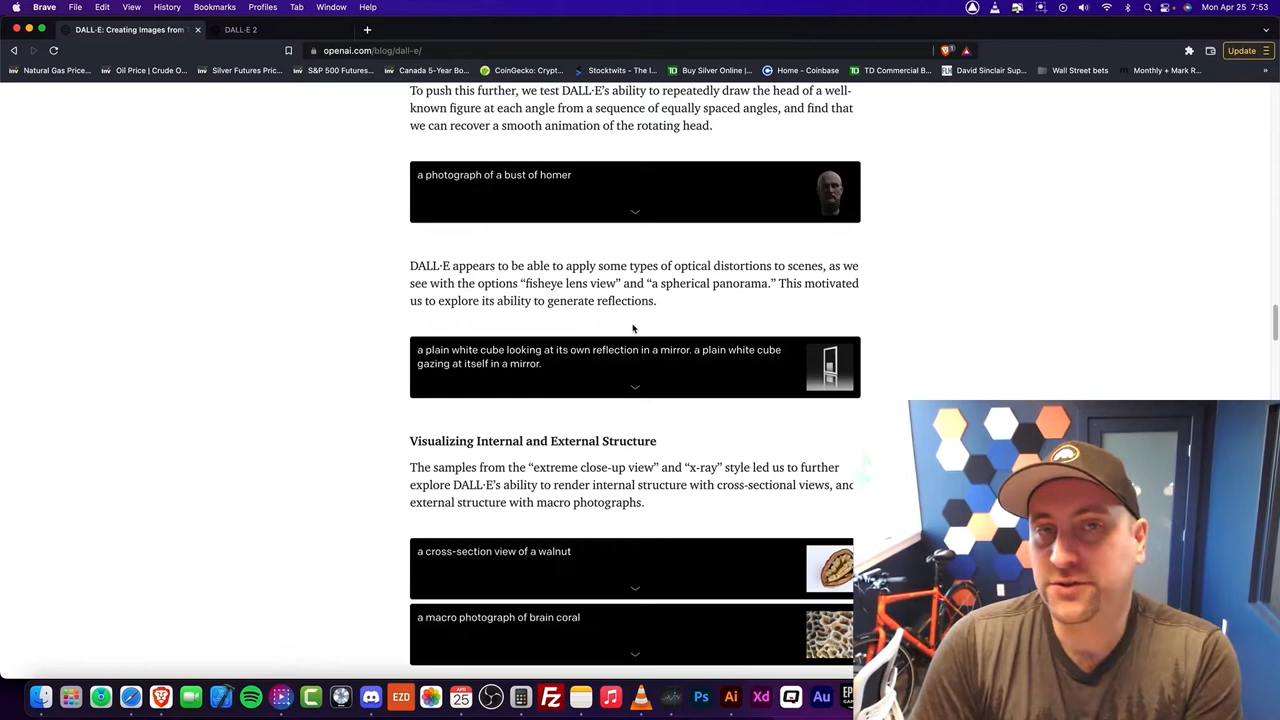 Brave File Edit View History Bookmarks Profiles Tab Window Help
Mon Apr 25 7:53
DALL·E: Creating Images from
DALL·E 2
openai.com/blog/dall-e/
Update
Natural Gas Price...
Oil Price | Crude O...
Silver Futures Pric...
S&P 500 Futures...
Canada 5-Year Bo...
CoinGecko: Crypt...
Stocktwits - The l...
Buy Silver Online |...
Home - Coinbase
TD Commercial B...
David Sinclair Sup...
Wall Street bets
Monthly + Mark R...
To push this further, we test DALL·E’s ability to repeatedly draw the head of a well-
known figure at each angle from a sequence of equally spaced angles, and find that
we can recover a smooth animation of the rotating head.
a photograph of a bust of homer
DALL·E appears to be able to apply some types of optical distortions to scenes, as we
see with the options “fisheye lens view” and “a spherical panorama.” This motivated
us to explore its ability to generate reflections.
a plain white cube looking at its own reflection in a mirror. a plain white cube
gazing at itself in a mirror.
Visualizing Internal and External Structure
The samples from the “extreme close-up view” and “x-ray” style led us to further
explore DALL·E’s ability to render internal structure with cross-sectional views, and
external structure with macro photographs.
a cross-section view of a walnut
a macro photograph of brain coral
APR
25
EZD
Ps
Ai
Xd
Au
EPIC